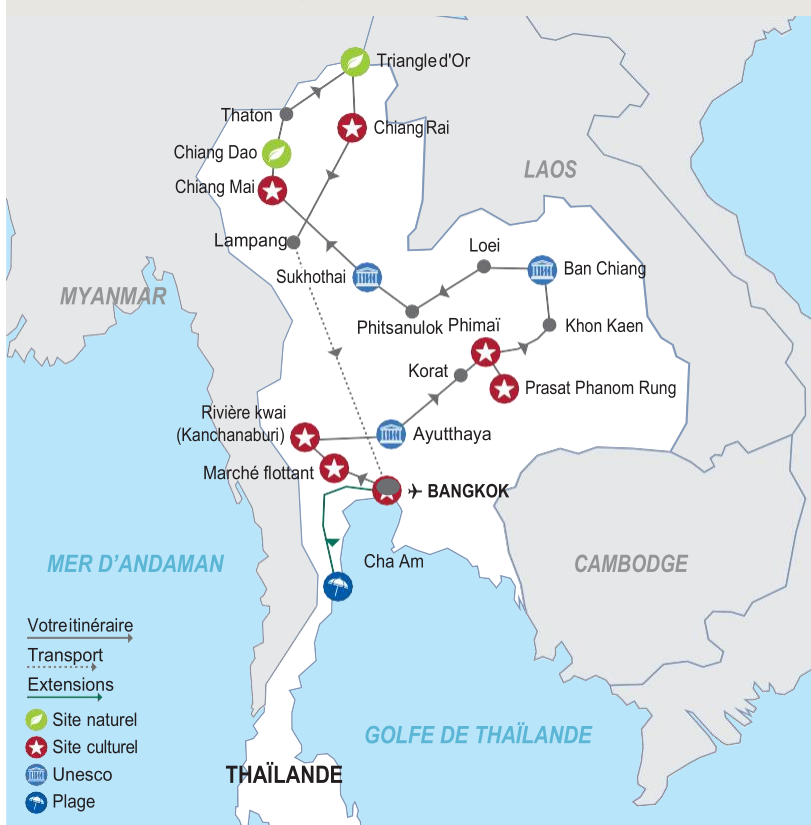 Triangle d'Or
Thaton
Chiang Rai
Chiang Dao
LAOS
Chiang Mai
Lampang
Loei
Ban Chiang
Sukhothai
MYANMAR
Phitsanulok
Phimaï
Khon Kaen
Korat
Prasat Phanom Rung
Rivière kwai
(Kanchanaburi)
Ayutthaya
Marché flottant
BANGKOK
MER D'ANDAMAN
Cha Am
CAMBODGE
Votre itinéraire
Transport
Extensions
Site naturel
Site culturel
Unesco
Plage
GOLFE DE THAÏLANDE
THAÏLANDE